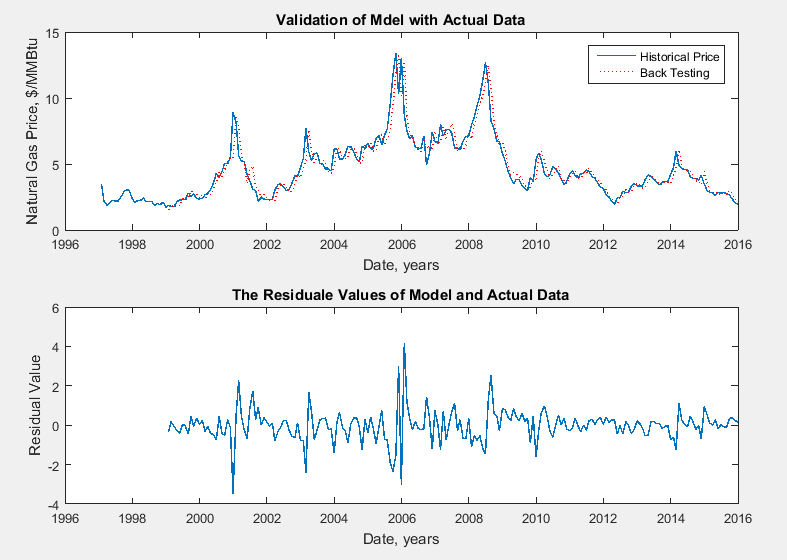 Validation of Mdel with Actual Data
Natural Gas Price, $/MMBtu
15
10
5
0
Historical Price
Back Testing
1996 1998 2000 2002 2004 2006 2008 2010 2012 2014 2016
Date, years
The Residuale Values of Model and Actual Data
Residual Value
6
4
2
0
-2
-4
1996 1998 2000 2002 2004 2006 2008 2010 2012 2014 2016
Date, years